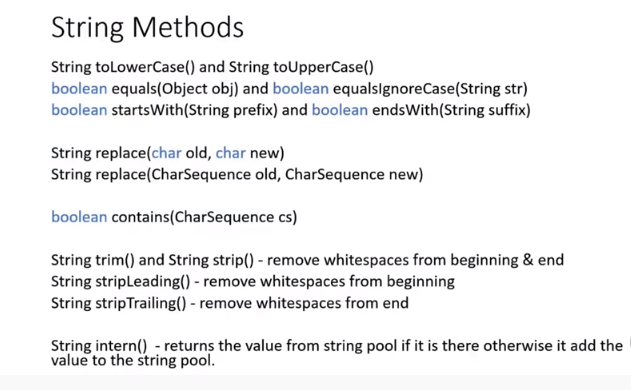 String Methods
String toLowerCase() and String toUpperCase()
boolean equals(Object obj) and boolean equalsIgnoreCase(String str)
boolean startsWith(String prefix) and boolean endsWith(String suffix)
String replace(char old, char new)
String replace(CharSequence old, CharSequence new)
boolean contains(CharSequence cs)
String trim() and String strip() - remove whitespaces from beginning & end
String stripLeading() - remove whitespaces from beginning
String stripTrailing() - remove whitespaces from end
String intern()  - returns the value from string pool if it is there otherwise it add the
value to the string pool.